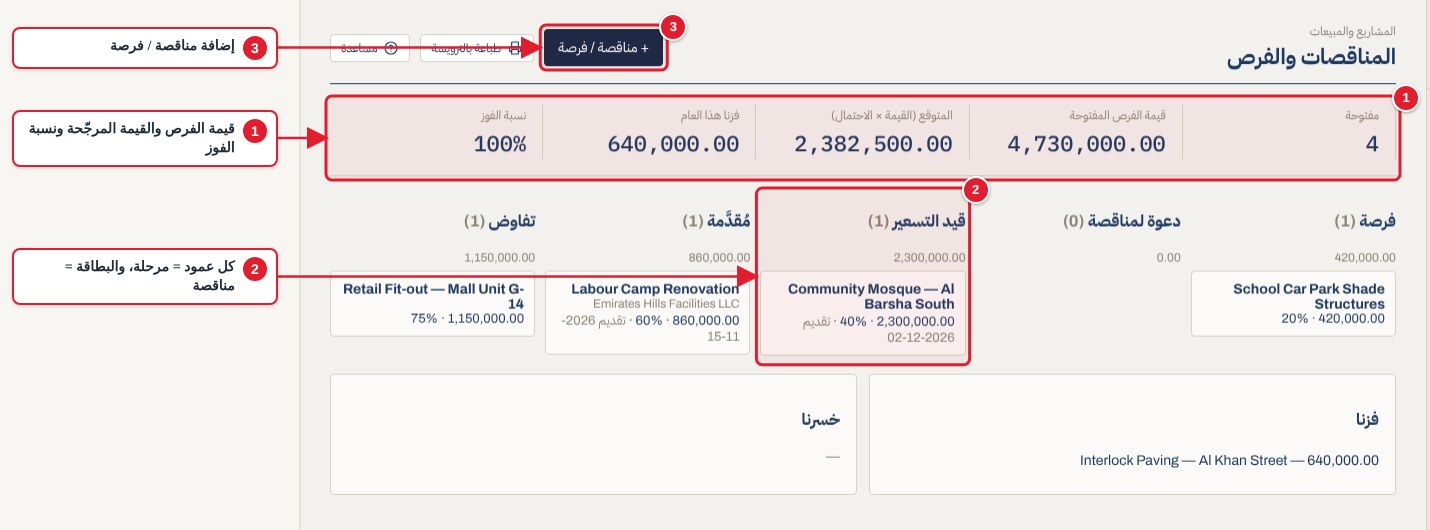 المشاريع والمبيعات
المناقصات والفرص
+ مناقصة / فرصة
3
طباعة بالترويسة
مساعدة
3 إضافة مناقصة / فرصة
1
مفتوحة
4
قيمة الفرص المفتوحة
4,730,000.00
المتوقع (القيمة × الاحتمال)
2,382,500.00
فزنا هذا العام
640,000.00
نسبة الفوز
100%
1 قيمة الفرص والقيمة المرجّحة ونسبة
الفوز
2
فرصة (1)
420,000.00
School Car Park Shade
Structures
20% · 420,000.00
دعوة لمناقصة (0)
0.00
قيد التسعير (1)
2,300,000.00
Community Mosque — Al
Barsha South
2,300,000.00 · 40% · تقديم
02-12-2026
مُقدَّمة (1)
860,000.00
Labour Camp Renovation
Emirates Hills Facilities LLC
860,000.00 · 60% · تقديم 2026-
15-11
تفاوض (1)
1,150,000.00
Retail Fit-out — Mall Unit G-
14
75% · 1,150,000.00
2 كل عمود = مرحلة، والبطاقة =
مناقصة
فزنا
Interlock Paving — Al Khan Street — 640,000.00
خسرنا
—